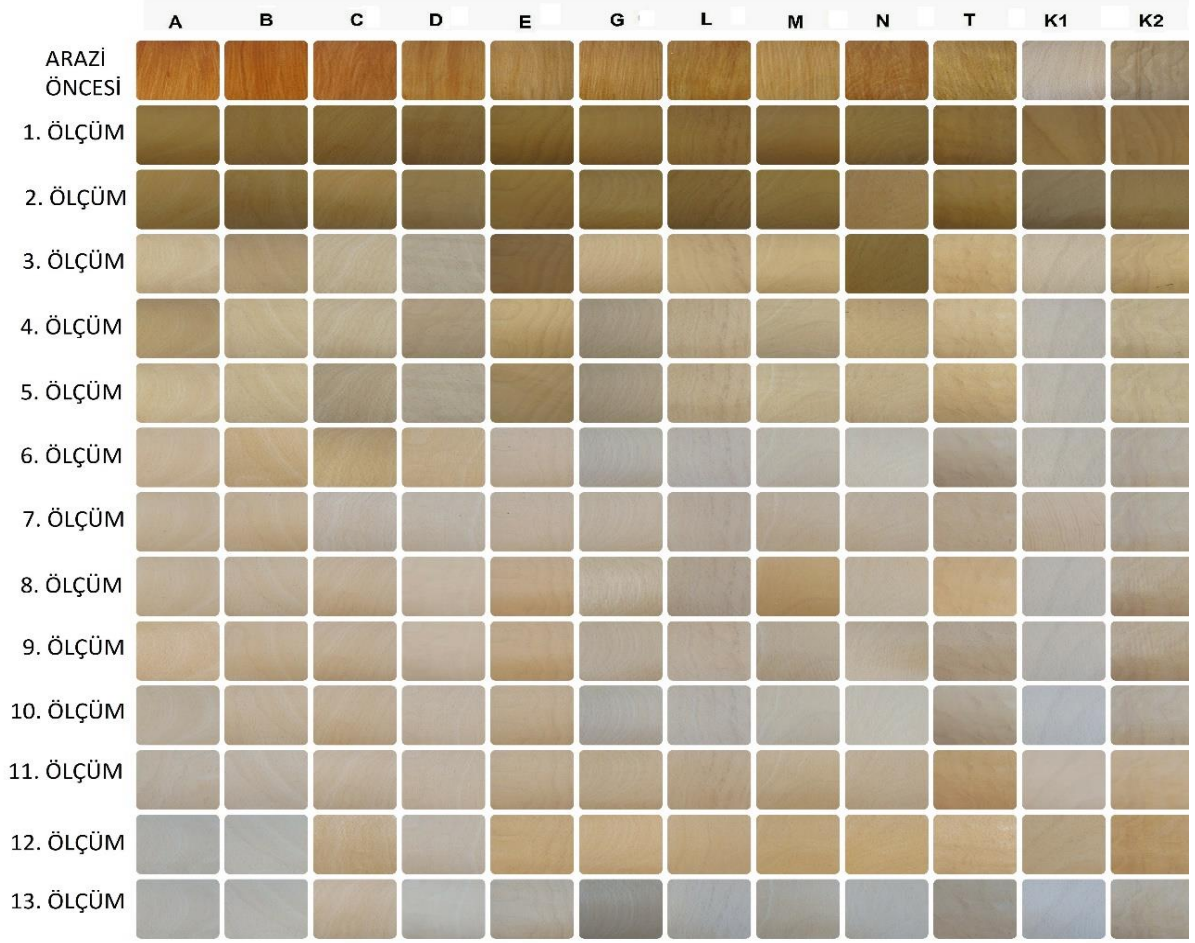 A B C D E G L M N T K1 K2
ARAZİ
ÖNCESİ
1. ÖLÇÜM
2. ÖLÇÜM
3. ÖLÇÜM
4. ÖLÇÜM
5. ÖLÇÜM
6. ÖLÇÜM
7. ÖLÇÜM
8. ÖLÇÜM
9. ÖLÇÜM
10. ÖLÇÜM
11. ÖLÇÜM
12. ÖLÇÜM
13. ÖLÇÜM